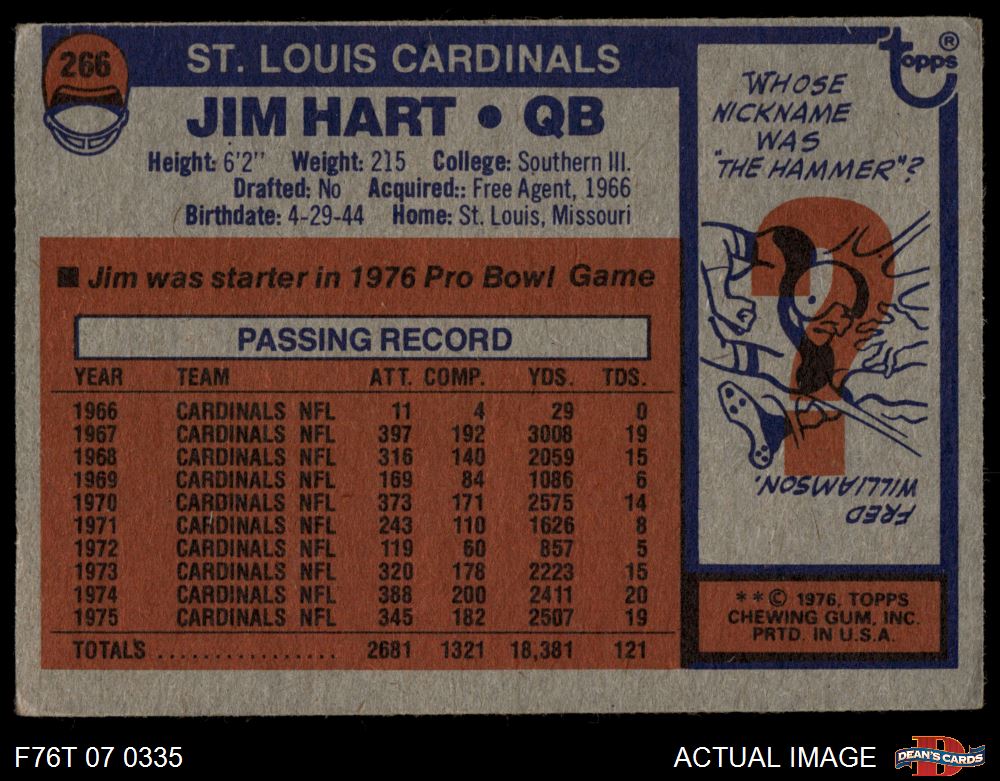 266
ST. LOUIS CARDINALS
JIM HART • QB
Height: 6'2" Weight: 215 College: Southern Ill.
Drafted: No Acquired:: Free Agent, 1966
Birthdate: 4-29-44 Home: St. Louis, Missouri
■ Jim was starter in 1976 Pro Bowl Game
PASSING RECORD
YEAR TEAM ATT. COMP. YDS. TDS.
1966 CARDINALS NFL 11 4 29 0
1967 CARDINALS NFL 397 192 3008 19
1968 CARDINALS NFL 316 140 2059 15
1969 CARDINALS NFL 169 84 1086 6
1970 CARDINALS NFL 373 171 2575 14
1971 CARDINALS NFL 243 110 1626 8
1972 CARDINALS NFL 119 60 857 5
1973 CARDINALS NFL 320 178 2223 15
1974 CARDINALS NFL 388 200 2411 20
1975 CARDINALS NFL 345 182 2507 19
TOTALS ................ 2681 1321 18,381 121
topps ®
WHOSE
NICKNAME
WAS
"THE HAMMER"?
?
FRED
WILLIAMSON.
* * © 1976, TOPPS
CHEWING GUM, INC.
PRTD. IN U.S.A.
F76T 07 0335
ACTUAL IMAGE
D
DEAN'S CARDS